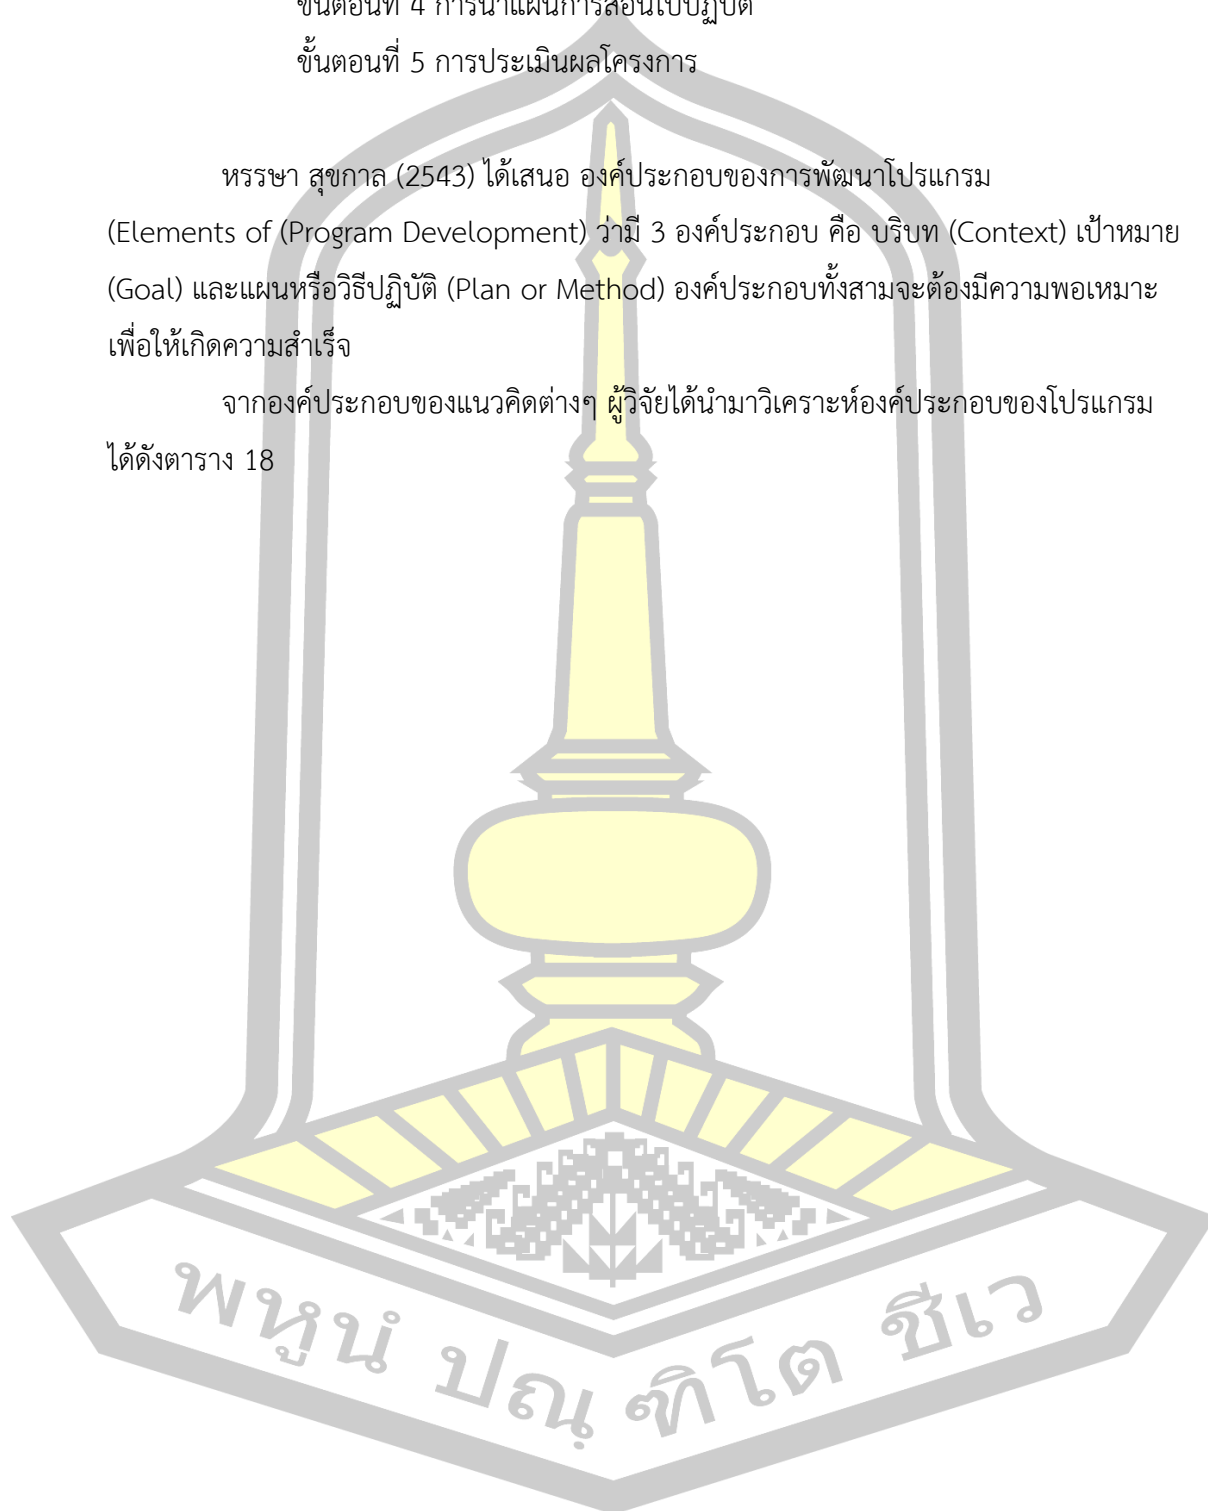 ขั้นตอนที่ 4 การนำแผนการสอนไปปฏิบัติ
ขั้นตอนที่ 5 การประเมินผลโครงการ
หรรษา สุขกาล (2543) ได้เสนอ องค์ประกอบของการพัฒนาโปรแกรม
(Elements of (Program Development) ว่ามี 3 องค์ประกอบ คือ บริบท (Context) เป้าหมาย
(Goal) และแผนหรือวิธีปฏิบัติ (Plan or Method) องค์ประกอบทั้งสามจะต้องมีความพอเหมาะ
เพื่อให้เกิดความสำเร็จ
จากองค์ประกอบของแนวคิดต่างๆ ผู้วิจัยได้นำมาวิเคราะห์องค์ประกอบของโปรแกรม
ได้ดังตาราง 18
พหูนํ ปณฺฑิโต ชีเว